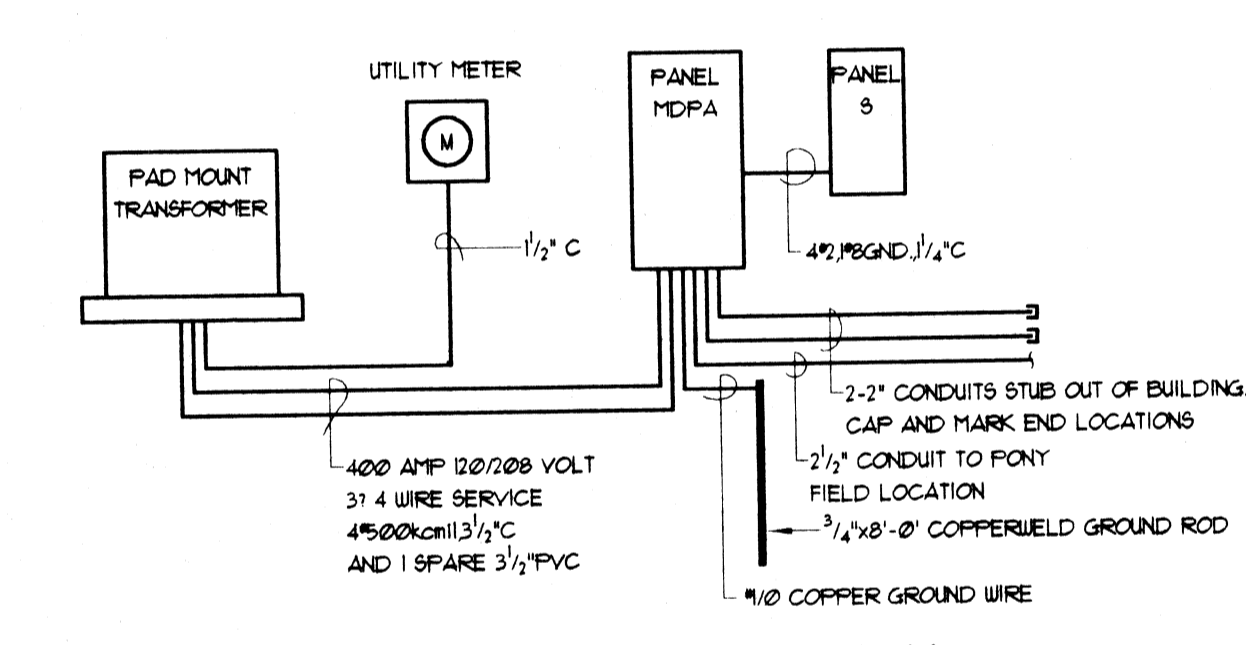 UTILITY METER
M
PAD MOUNT
TRANSFORMER
PANEL
MDPA
PANEL
S
1 1/2" C
4#2,1#8GND.,1 1/4"C
2-2" CONDUITS STUB OUT OF BUILDING.
CAP AND MARK END LOCATIONS
2 1/2" CONDUIT TO PONY
FIELD LOCATION
3/4"x8'-0' COPPERWELD GROUND ROD
#1/0 COPPER GROUND WIRE
400 AMP 120/208 VOLT
3? 4 WIRE SERVICE
4#500kcmil,3 1/2"C
AND 1 SPARE 3 1/2"PVC